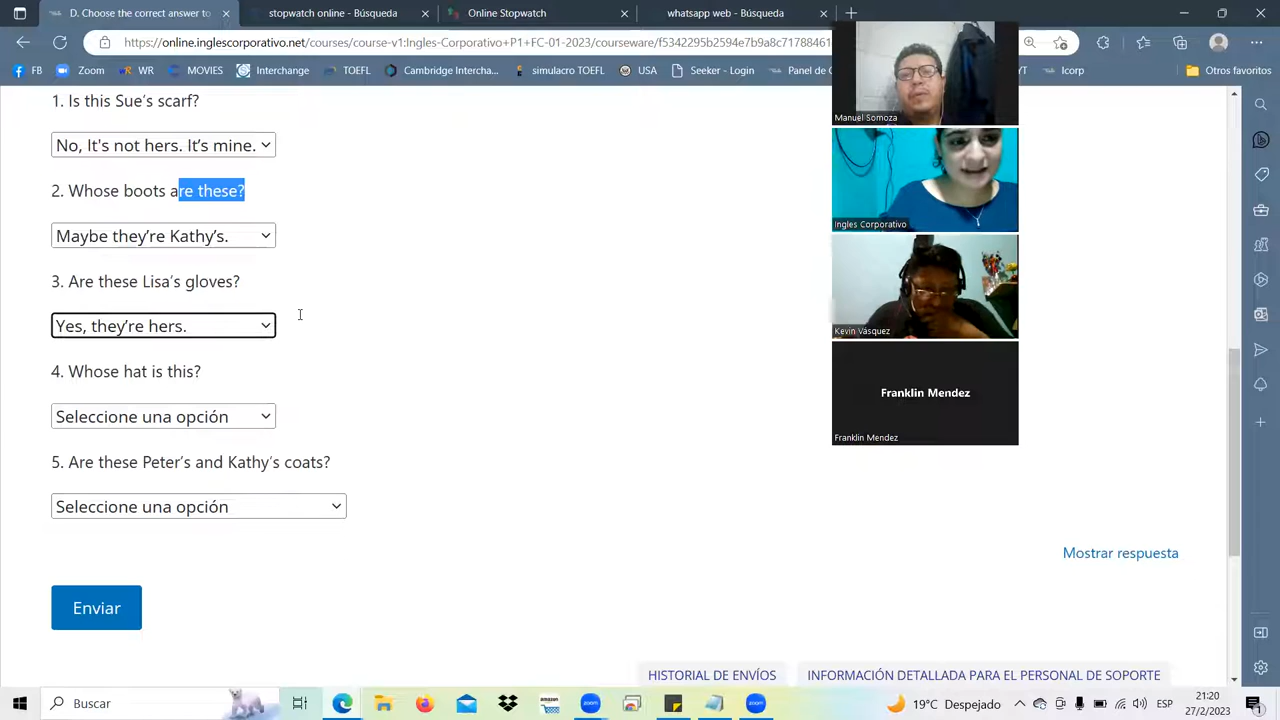 D. Choose the correct answer to
stopwatch online - Búsqueda
Online Stopwatch
whatsapp web - Búsqueda
https://online.inglescorporativo.net/courses/course-v1:Ingles-Corporativo+P1+FC-01-2023/courseware/f5342295b2594e7b9a8c71788461
FB
Zoom
WR
MOVIES
Interchange
TOEFL
Cambridge Intercha...
simulacro TOEFL
USA
Seeker - Login
Panel de C
YT
Icorp
Otros favoritos
1. Is this Sue's scarf?
No, It's not hers. It's mine.
2. Whose boots are these?
Maybe they're Kathy's.
3. Are these Lisa's gloves?
Yes, they're hers.
4. Whose hat is this?
Seleccione una opción
5. Are these Peter's and Kathy's coats?
Seleccione una opción
Mostrar respuesta
Enviar
HISTORIAL DE ENVÍOS
INFORMACIÓN DETALLADA PARA EL PERSONAL DE SOPORTE
Manuel Somoza
Ingles Corporativo
Kevin Vásquez
Franklin Mendez
Franklin Mendez
Buscar
19°C Despejado
ESP
21:20
27/2/2023